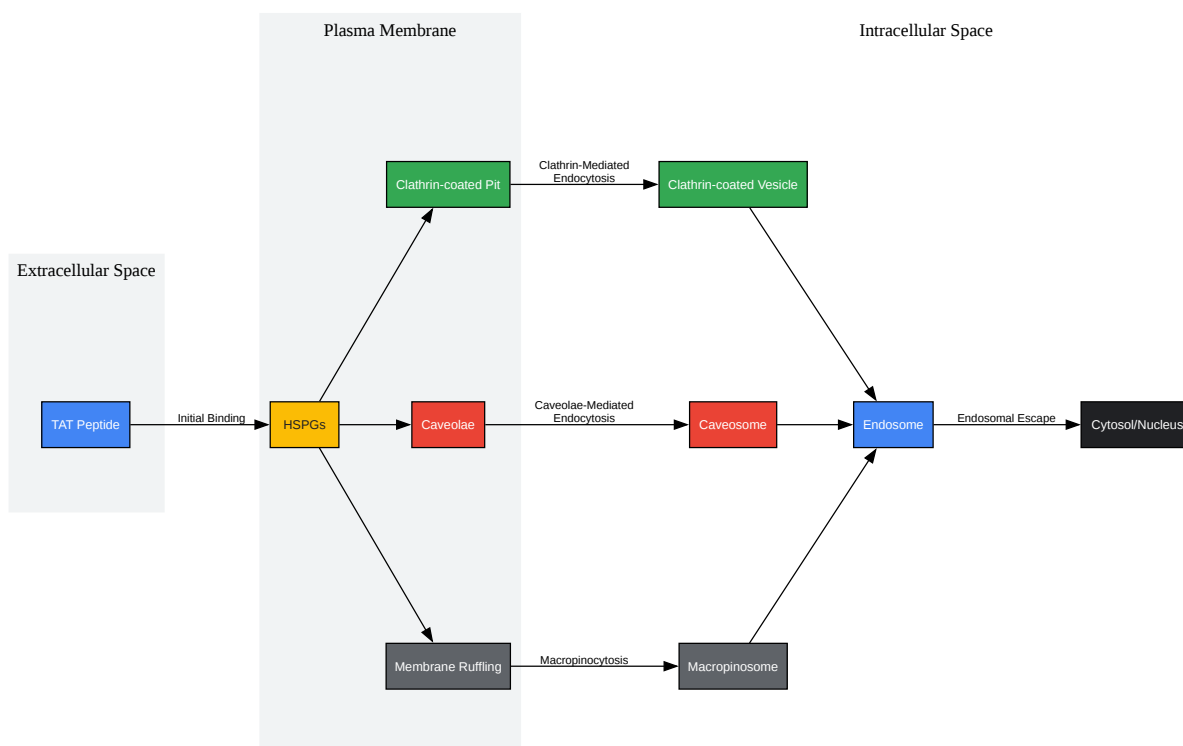 Plasma Membrane
Intracellular Space
Clathrin-coated Pit
Clathrin-Mediated
Endocytosis
Clathrin-coated Vesicle
Extracellular Space
TAT Peptide
Initial Binding
HSPGs
Caveolae
Caveolae-Mediated
Endocytosis
Caveosome
Endosome
Endosomal Escape
Cytosol/Nucleus
Membrane Ruffling
Macropinocytosis
Macropinosome